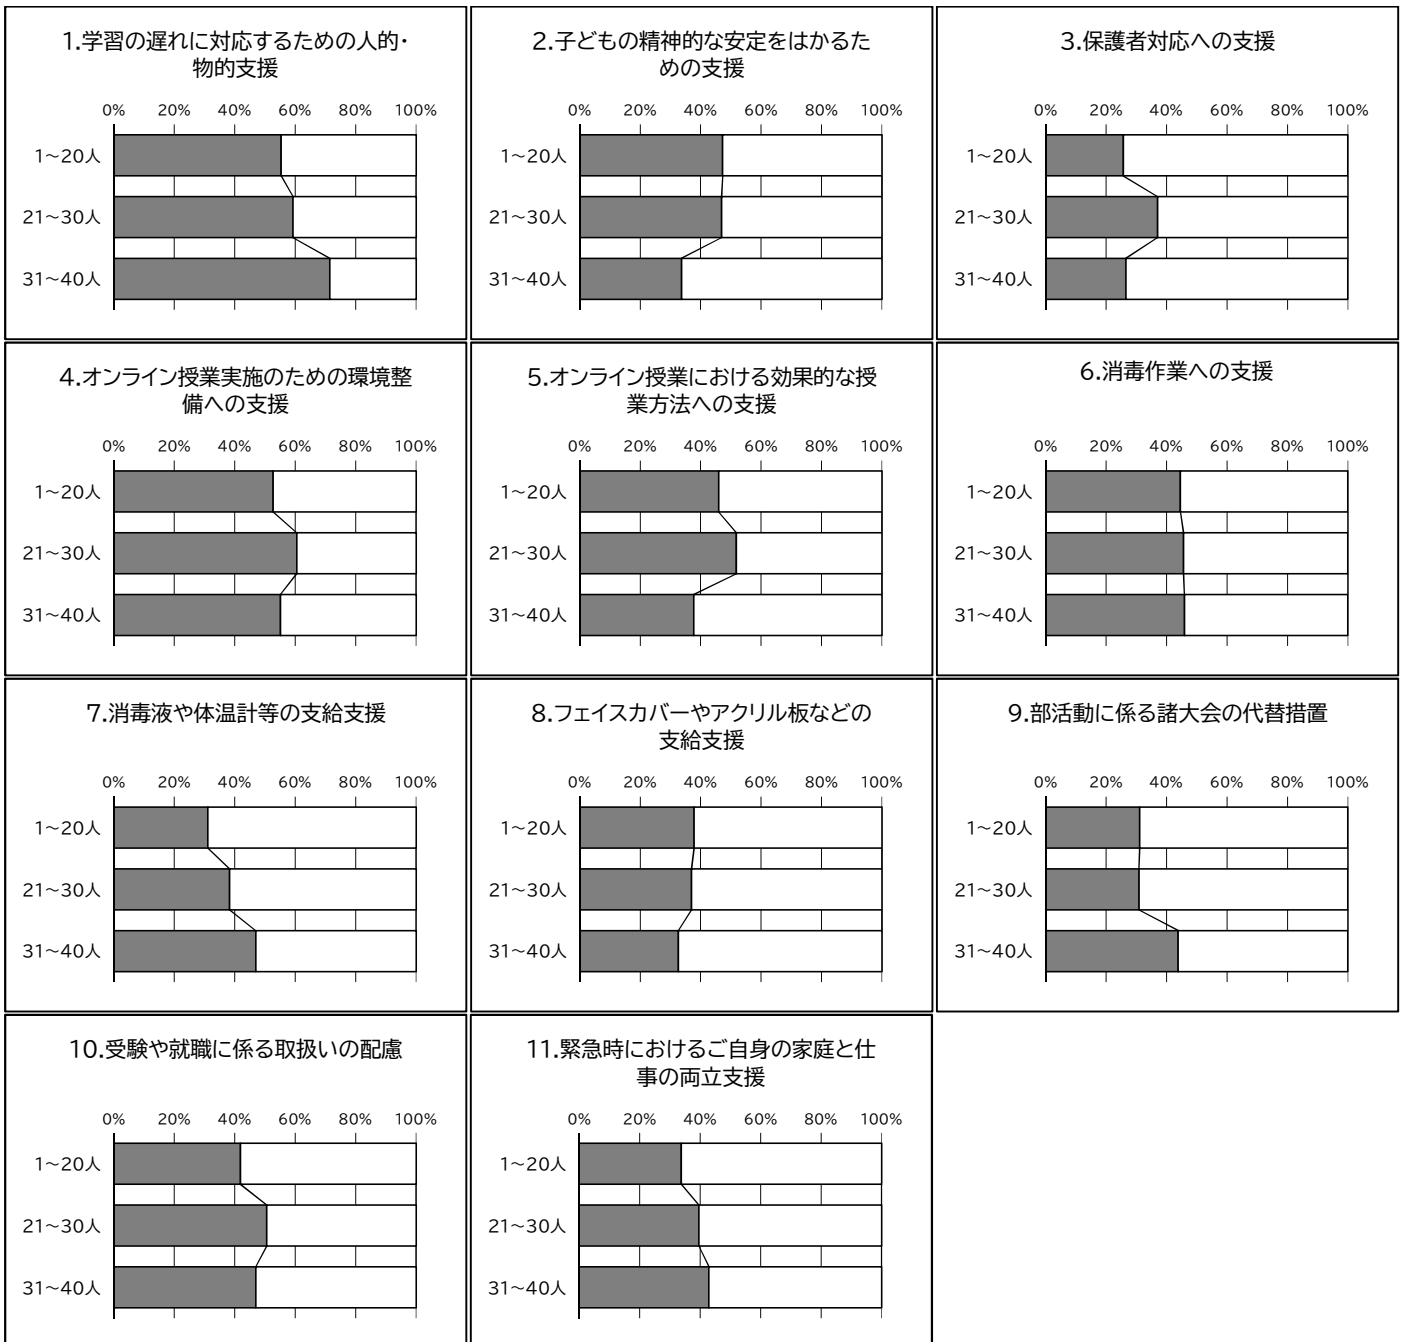 1.学習の遅れに対応するための人的・
物的支援
0% 20% 40% 60% 80% 100%
1～20人
21～30人
31～40人
2.子どもの精神的な安定をはかるた
めの支援
0% 20% 40% 60% 80% 100%
1～20人
21～30人
31～40人
3.保護者対応への支援
0% 20% 40% 60% 80% 100%
1～20人
21～30人
31～40人
4.オンライン授業実施のための環境整
備への支援
0% 20% 40% 60% 80% 100%
1～20人
21～30人
31～40人
5.オンライン授業における効果的な授
業方法への支援
0% 20% 40% 60% 80% 100%
1～20人
21～30人
31～40人
6.消毒作業への支援
0% 20% 40% 60% 80% 100%
1～20人
21～30人
31～40人
7.消毒液や体温計等の支給支援
0% 20% 40% 60% 80% 100%
1～20人
21～30人
31～40人
8.フェイスカバーやアクリル板などの
支給支援
0% 20% 40% 60% 80% 100%
1～20人
21～30人
31～40人
9.部活動に係る諸大会の代替措置
0% 20% 40% 60% 80% 100%
1～20人
21～30人
31～40人
10.受験や就職に係る取扱いの配慮
0% 20% 40% 60% 80% 100%
1～20人
21～30人
31～40人
11.緊急時におけるご自身の家庭と仕
事の両立支援
0% 20% 40% 60% 80% 100%
1～20人
21～30人
31～40人